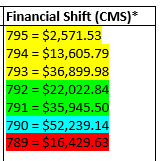 Financial Shift (CMS)*
795 = $2,571.53
794 = $13,605.79
793 = $36,899.98
792 = $22,022.84
791 = $35,945.50
790 = $52,239.14
789 = $16,429.63